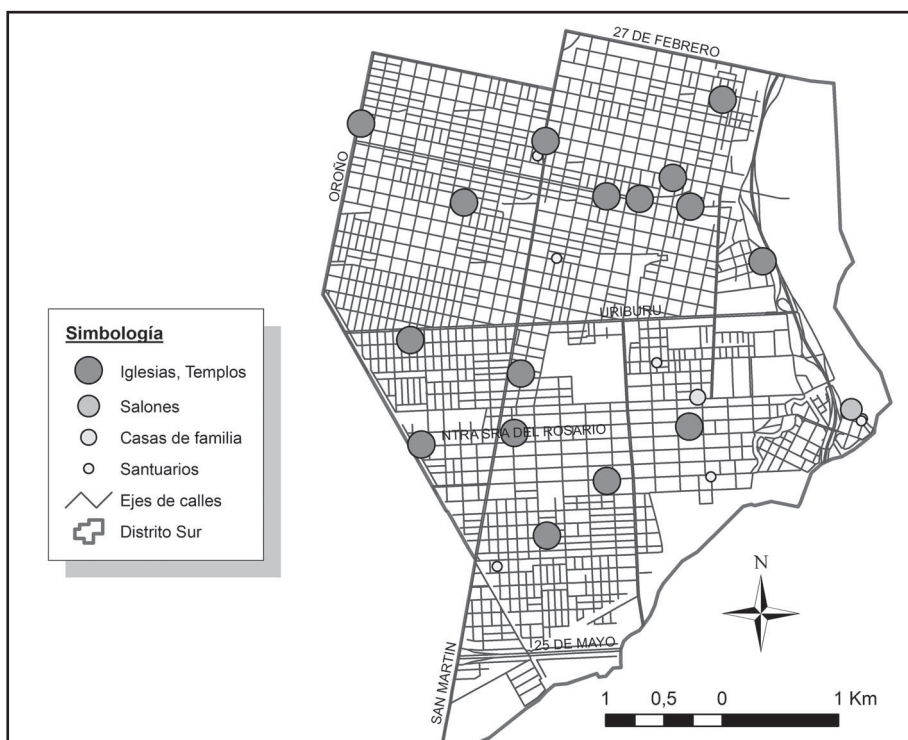 27 DE FEBRERO
OROÑO
URIBURU
NTRA SRA DEL ROSARIO
25 DE MAYO
SAN MARTIN
Simbología
Iglesias, Templos
Salones
Casas de familia
Santuarios
Ejes de calles
Distrito Sur
N
1 0,5 0 1 Km